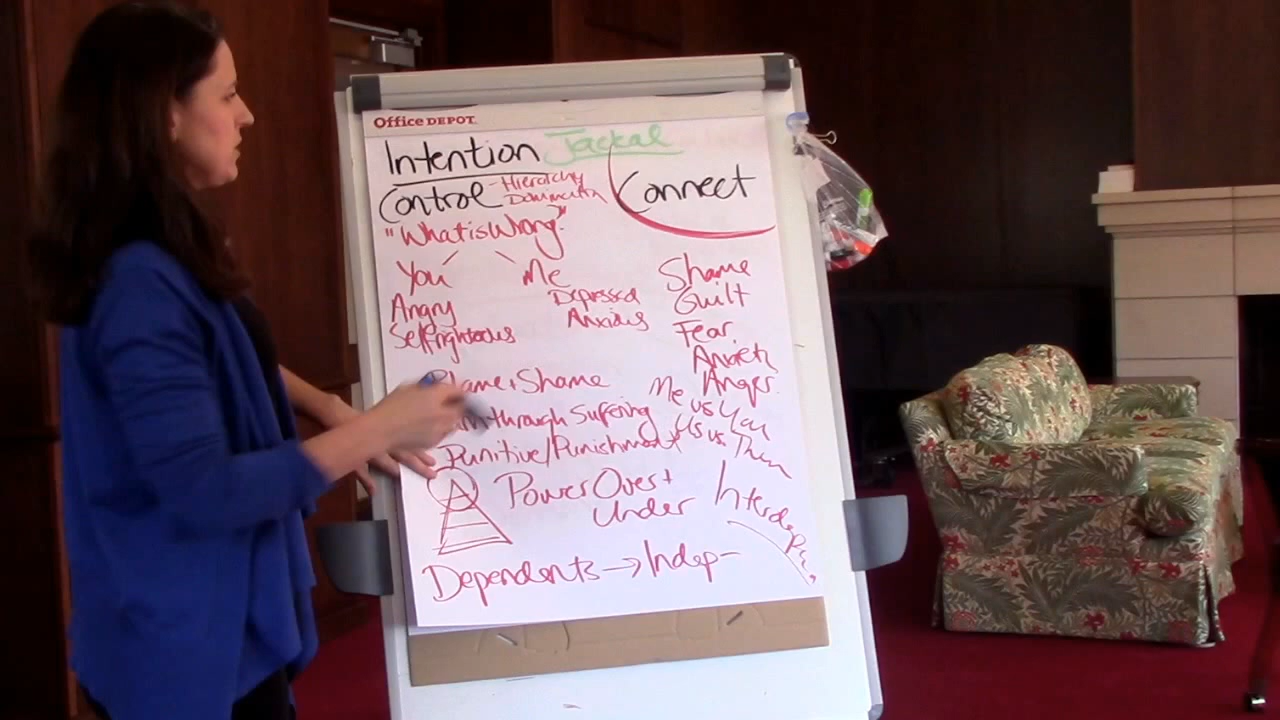 Office DEPOT
Intention Jackal
Control - Hierarchy Domination
Connect
"What is Wrong?"
You Me
Angry
Selfrighteous
Depressed
Anxious
Shame
Guilt
Fear
Anxiety
Anger
Blame + Shame
through Suffering
Punitive/Punishment
Me vs You
Us vs. Them
Power Over +
Under
Interdepn.
Dependents → Indep-